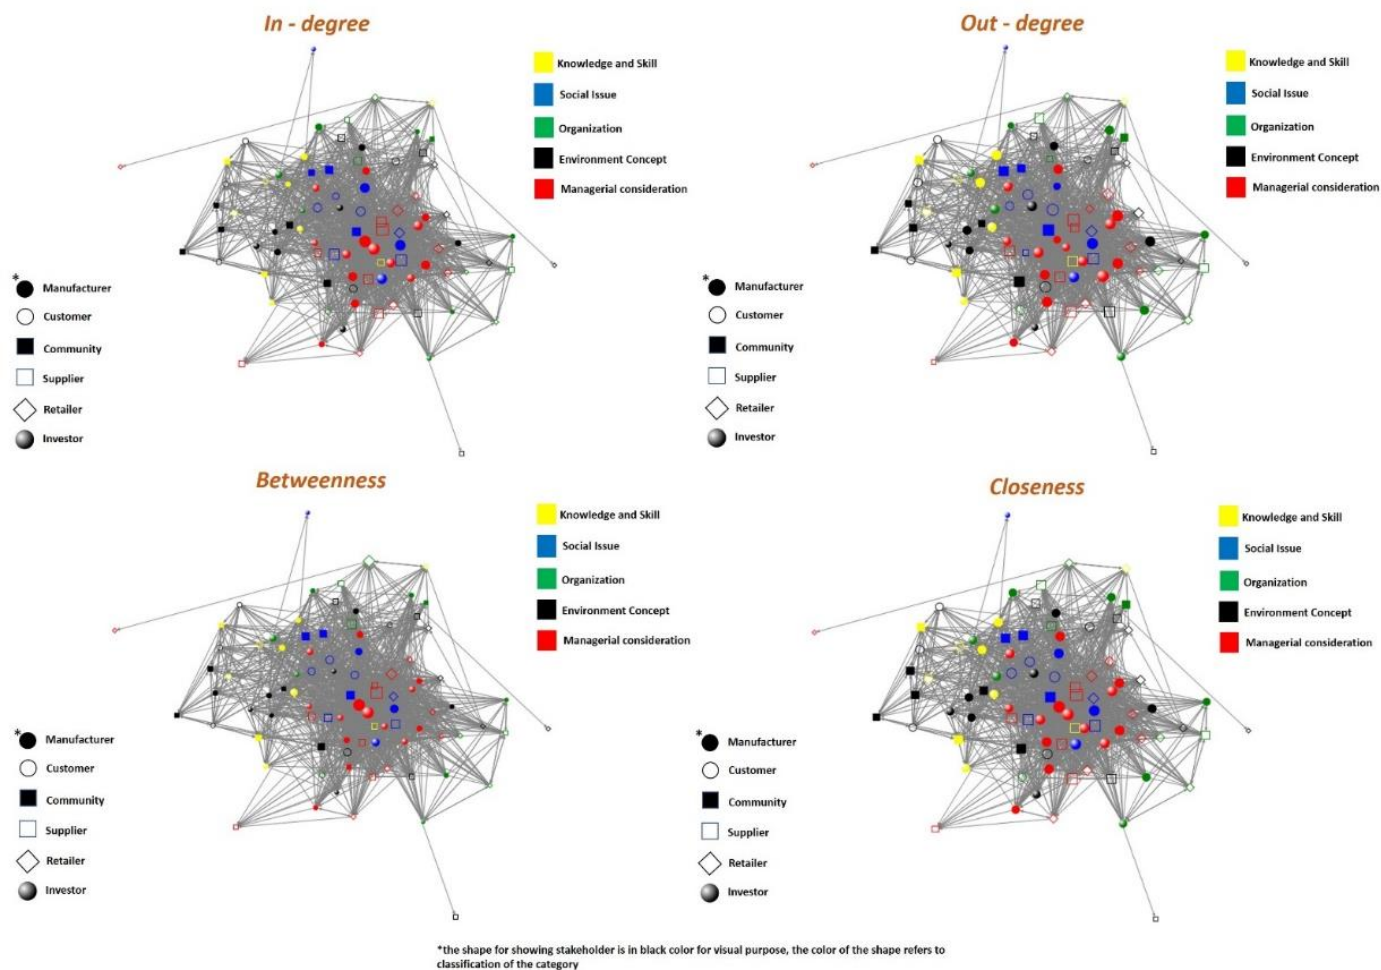 In - degree
Knowledge and Skill
Social Issue
Organization
Environment Concept
Managerial consideration
*
Manufacturer
Customer
Community
Supplier
Retailer
Investor
Out - degree
Knowledge and Skill
Social Issue
Organization
Environment Concept
Managerial consideration
*
Manufacturer
Customer
Community
Supplier
Retailer
Investor
Betweenness
Knowledge and Skill
Social Issue
Organization
Environment Concept
Managerial consideration
*
Manufacturer
Customer
Community
Supplier
Retailer
Investor
Closeness
Knowledge and Skill
Social Issue
Organization
Environment Concept
Managerial consideration
*
Manufacturer
Customer
Community
Supplier
Retailer
Investor
*the shape for showing stakeholder is in black color for visual purpose, the color of the shape refers to
classification of the category